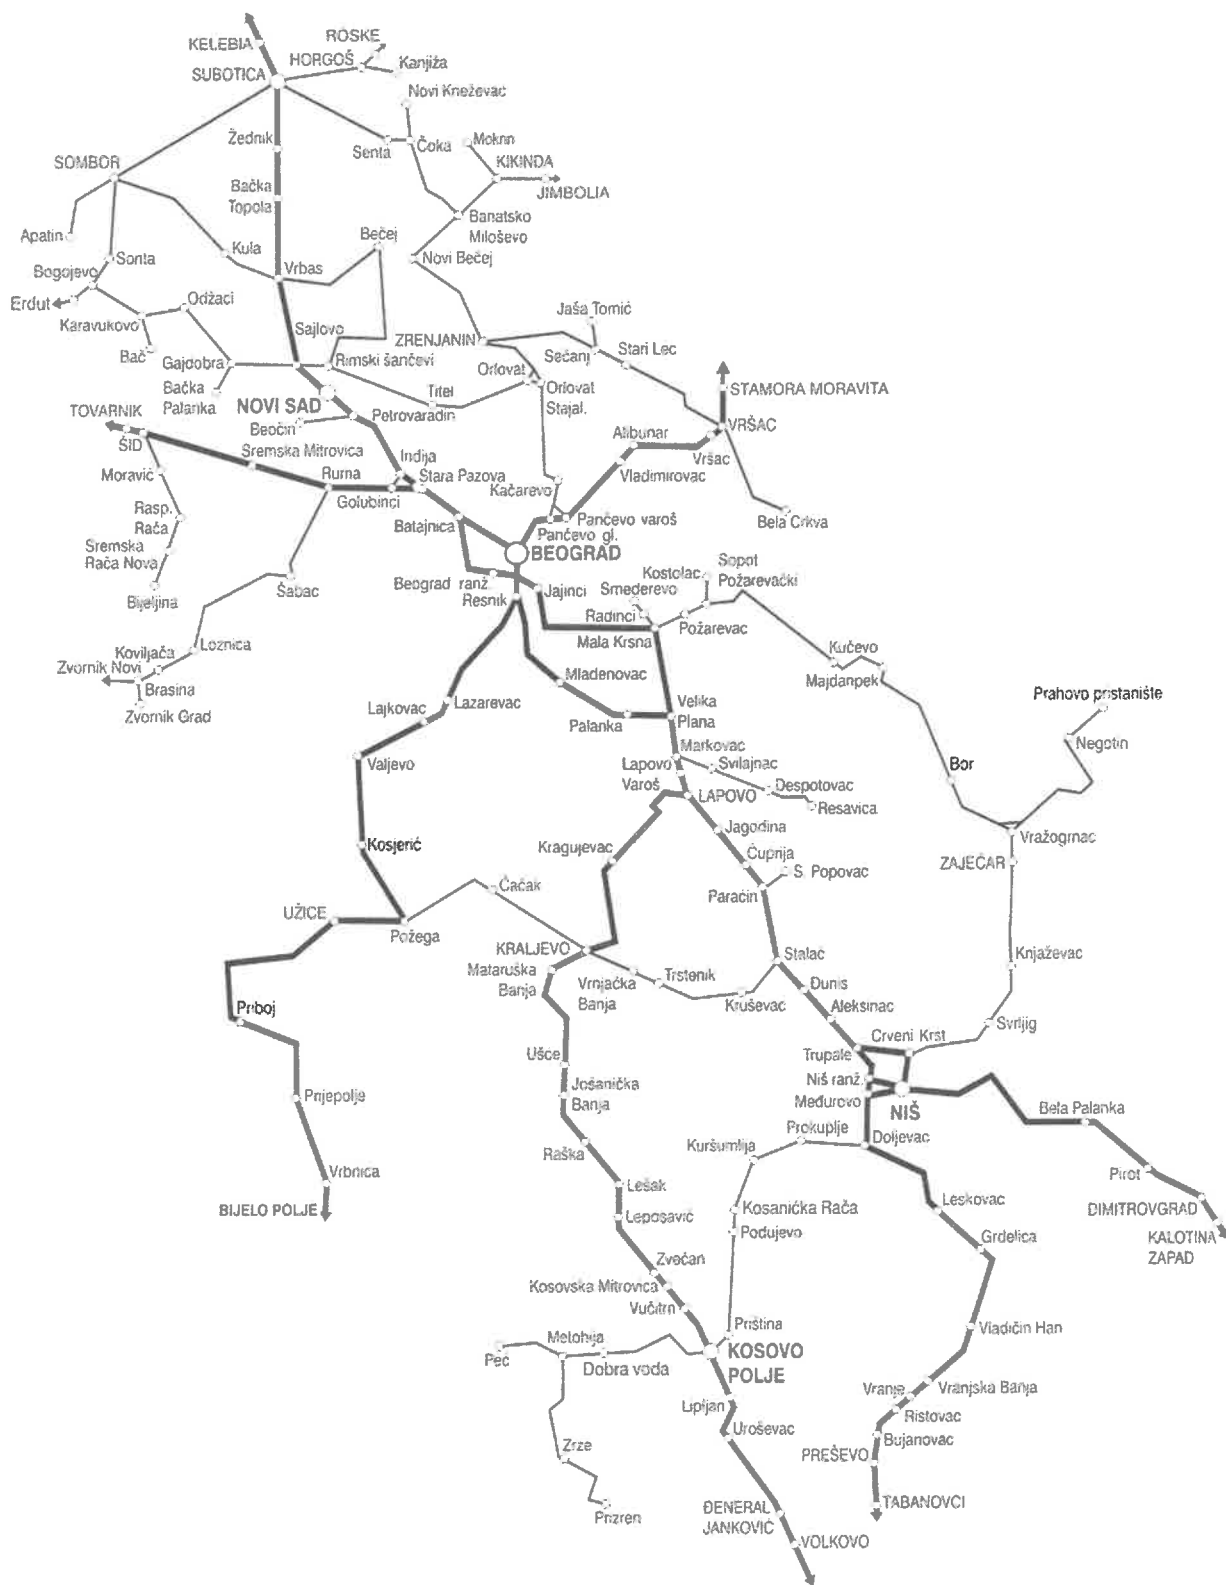 RÖSKE
KELEBIA
HORGOŠ
SUBOTICA
Kanjiža
Novi Kneževac
Žednik
Senta
Čoka
Mokrin
KIKINDA
JIMBOLIA
SOMBOR
Bačka
Topola
Banatsko
Miloševo
Apatin
Sonta
Kula
Bečej
Novi Bečej
Bogojevo
Vrbas
Erdut
Odžaci
Karavukovo
Bač
Sajlovo
Jaša Tomić
ZRENJANIN
Sečanj
Stari Lec
Gajdobra
Rimski šančevi
Orlovat
Orlovat
Stajal.
STAMORA MORAVITA
Bačka
Palanka
NOVI SAD
Titel
Petrovaradin
Beočin
TOVARNIK
ŠID
VRŠAC
Vršac
Alibunar
Vladimirovac
Sremska Mitrovica
Inđija
Stara Pazova
Moravić
Ruma
Golubinci
Kačarevo
Rasp.
Rača
Batajnica
Pančevo varoš
Pančevo gl.
Bela Crkva
Sremska
Rača Nova
BEOGRAD
Bijeljina
Šabac
Beograd ranž.
Resnik
Jajinci
Kostolac
Sopot
Požarevački
Smederevo
Radinci
Požarevac
Mala Krsna
Koviljača
Loznica
Zvornik Novi
Brasina
Zvornik Grad
Kučevo
Majdanpek
Mladenovac
Lazarevac
Lajkovac
Palanka
Velika
Plana
Prahovo pristanište
Negotin
Valjevo
Markovac
Lapovo
Varoš
Svilajnac
Despotovac
Resavica
LAPOVO
Bor
Jagodina
Vražogrnac
Kosjerić
Kragujevac
Ćuprija
S. Popovac
ZAJEČAR
Paraćin
Čačak
UŽICE
Požega
KRALJEVO
Stalać
Knjaževac
Mataruška
Banja
Vrnjačka
Banja
Trstenik
Kruševac
Đunis
Aleksinac
Priboj
Crveni Krst
Svrljig
Trupale
Ušće
Niš ranž.
Međurovo
NIŠ
Jošanička
Banja
Prijepolje
Bela Palanka
Prokuplje
Doljevac
Kuršumlija
Raška
Pirot
Vrbnica
Lešak
DIMITROVGRAD
BIJELO POLJE
Leposavić
Kosanička Rača
Podujevo
Leskovac
Grdelica
KALOTINA
ZAPAD
Zvečan
Kosovska Mitrovica
Vučitrn
Priština
Vladičin Han
Peć
Metohija
Dobra voda
KOSOVO
POLJE
Lipljan
Uroševac
Vranje
Vranjska Banja
Ristovac
Bujanovac
Zrze
PREŠEVO
Prizren
ĐENERAL
JANKOVIĆ
TABANOVCI
VOLKOVO